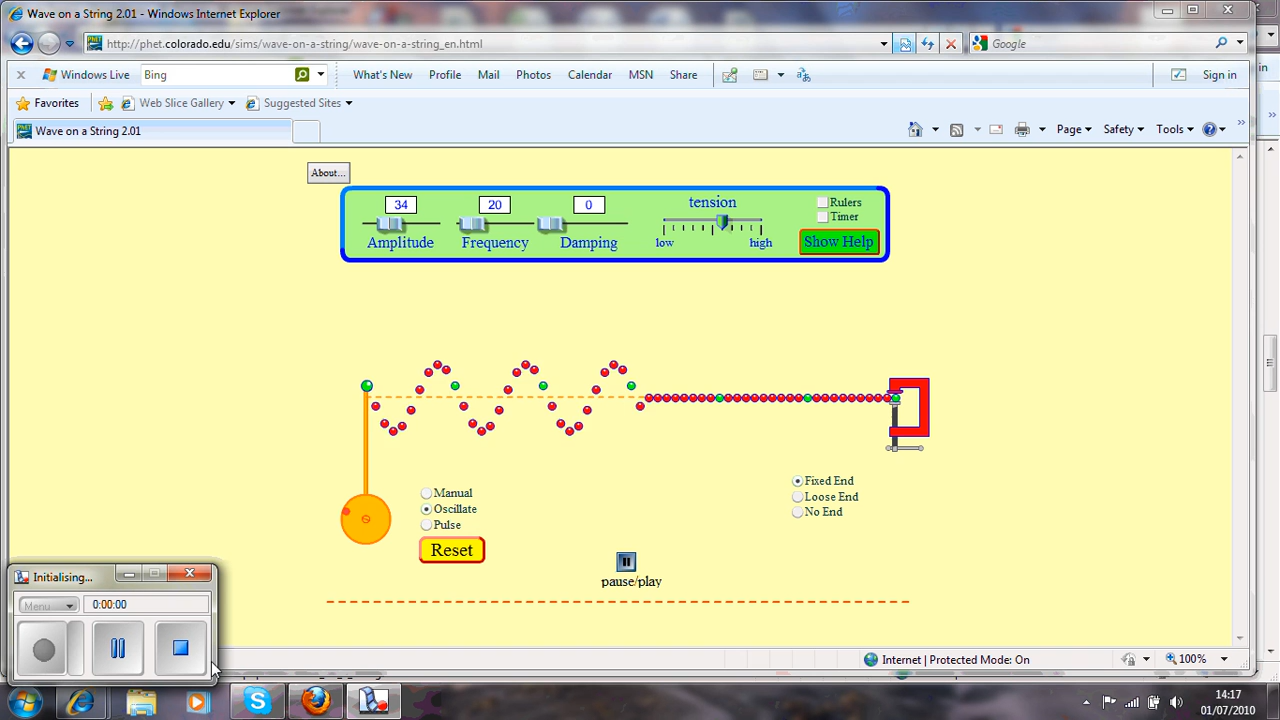 Wave on a String 2.01 - Windows Internet Explorer
http://phet.colorado.edu/sims/wave-on-a-string/wave-on-a-string_en.html
Google
x Windows Live Bing What's New Profile Mail Photos Calendar MSN Share Sign in
Favorites Web Slice Gallery Suggested Sites
Wave on a String 2.01
Page Safety Tools
About...
34 20 0 tension Rulers
Timer
Amplitude Frequency Damping low high Show Help
Manual
Oscillate
Pulse
Reset
Fixed End
Loose End
No End
pause/play
Initialising...
Menu 0:00:00
Internet | Protected Mode: On 100%
14:17
01/07/2010